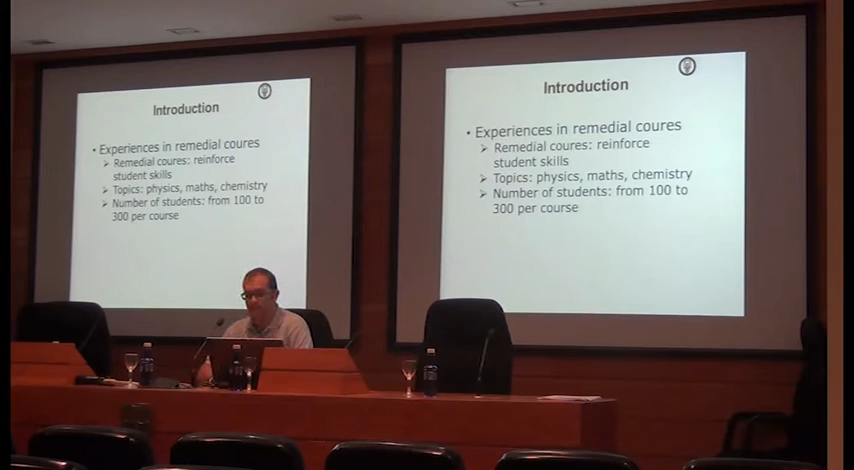 Introduction
• Experiences in remedial coures
➢ Remedial coures: reinforce
student skills
➢ Topics: physics, maths, chemistry
➢ Number of students: from 100 to
300 per course
Introduction
• Experiences in remedial coures
➢ Remedial coures: reinforce
student skills
➢ Topics: physics, maths, chemistry
➢ Number of students: from 100 to
300 per course